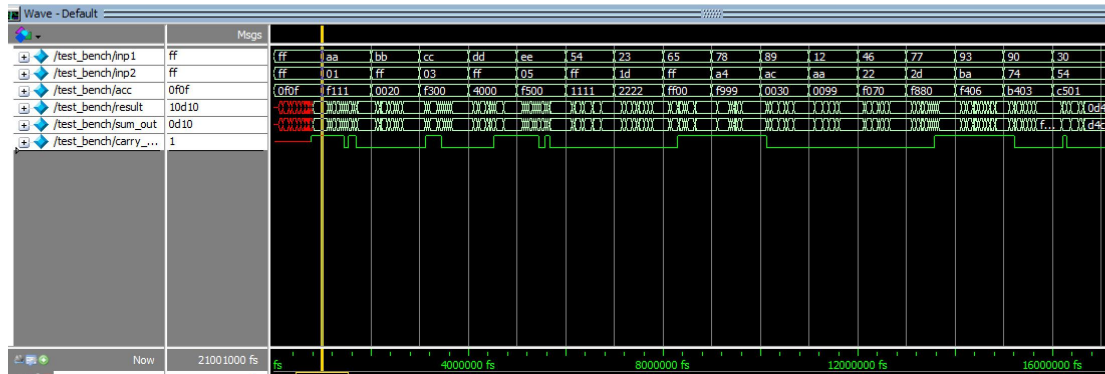 Wave - Default
Msgs
/test_bench/inp1 ff ff aa bb cc dd ee 54 23 65 78 89 12 46 77 93 90 30
/test_bench/inp2 ff ff 01 ff 03 ff 05 ff 1d ff a4 ac aa 22 2d ba 74 54
/test_bench/acc 0f0f 0f0f f111 0020 f300 4000 f500 1111 2222 ff00 f999 0030 0099 f070 f880 f406 b403 c501
/test_bench/result 10d10 0d4
/test_bench/sum_out 0d10 f... d4c
/test_bench/carry_... 1
Now 21001000 fs fs 4000000 fs 8000000 fs 12000000 fs 16000000 fs